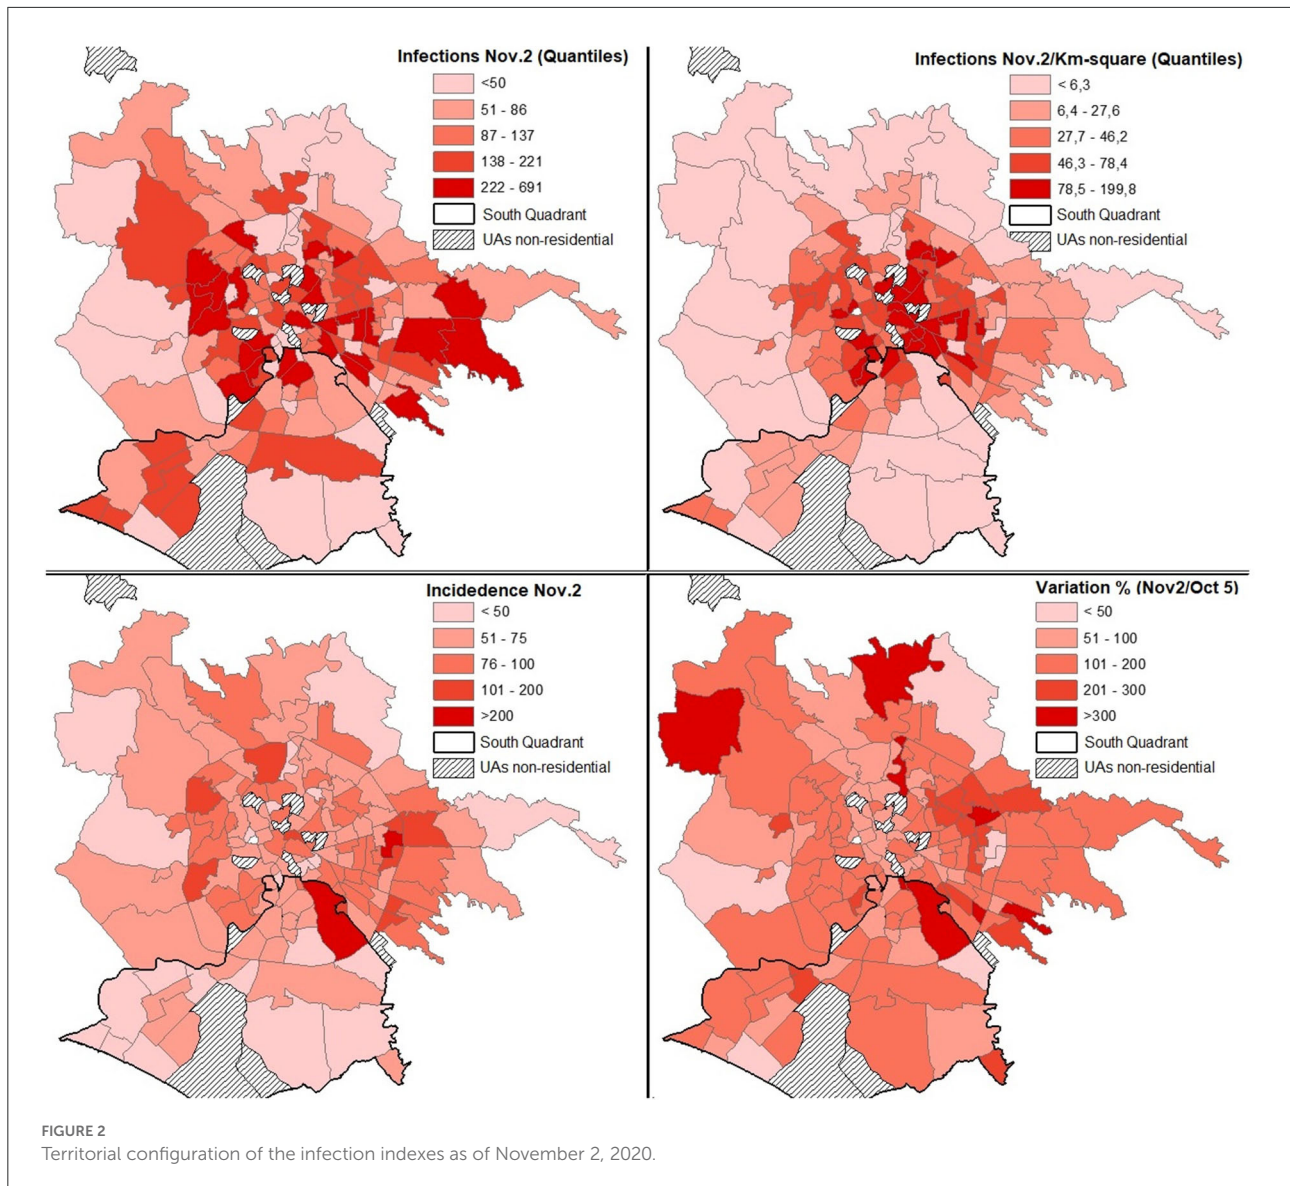 Infections Nov.2 (Quantiles)
<50
51 - 86
87 - 137
138 - 221
222 - 691
South Quadrant
UAs non-residential
Infections Nov.2/Km-square (Quantiles)
< 6,3
6,4 - 27,6
27,7 - 46,2
46,3 - 78,4
78,5 - 199,8
South Quadrant
UAs non-residential
Incidedence Nov.2
< 50
51 - 75
76 - 100
101 - 200
>200
South Quadrant
UAs non-residential
Variation % (Nov2/Oct 5)
< 50
51 - 100
101 - 200
201 - 300
>300
South Quadrant
UAs non-residential
FIGURE 2
Territorial configuration of the infection indexes as of November 2, 2020.